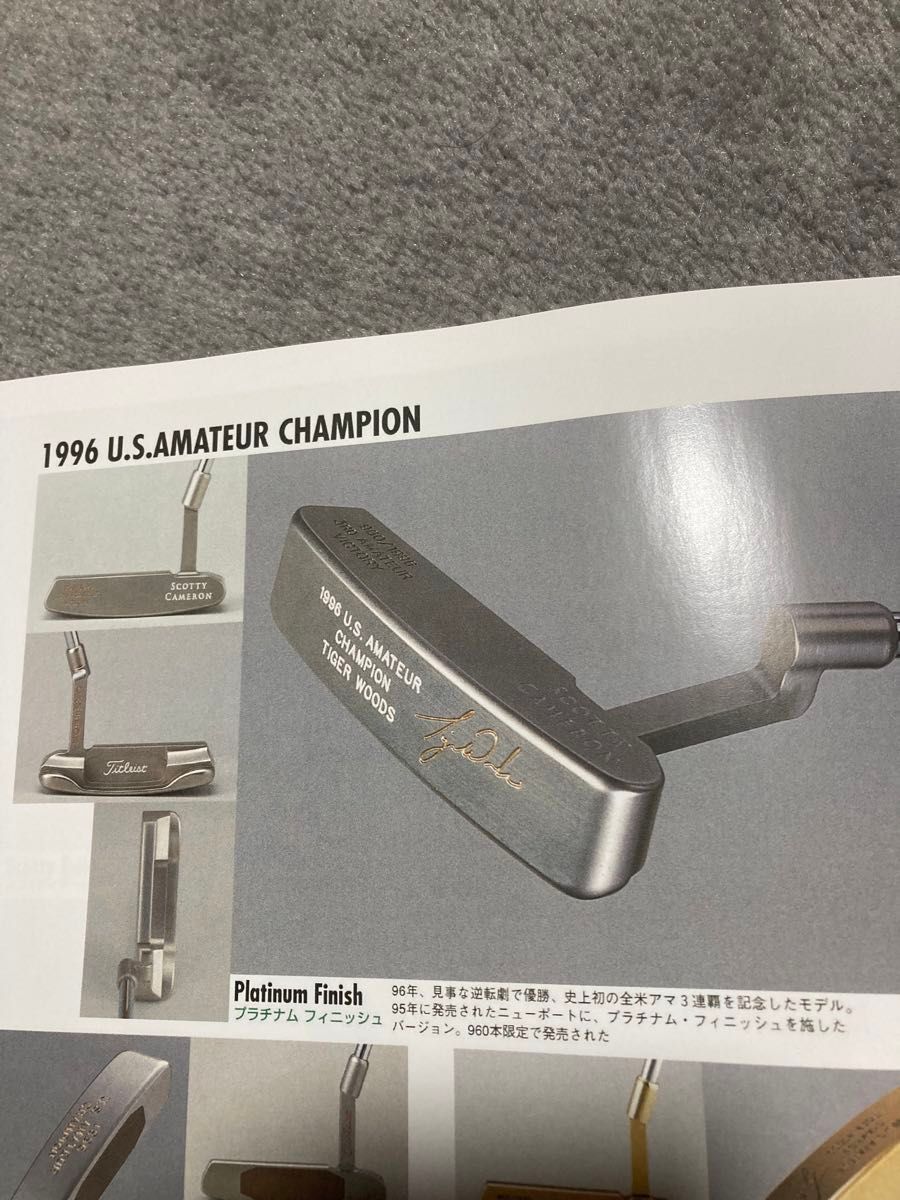 1996 U.S.AMATEUR CHAMPION
SCOTTY
CAMERON
Titleist
960/1996
3RD AMATEUR
VICTORY
1996 U.S. AMATEUR
CHAMPION
TIGER WOODS
SCOTTY
CAMERON
Platinum Finish
プラチナム フィニッシュ
96年、見事な逆転劇で優勝、史上初の全米アマ3連覇を記念したモデル。
95年に発売されたニューポートに、プラチナム・フィニッシュを施した
バージョン。960本限定で発売された